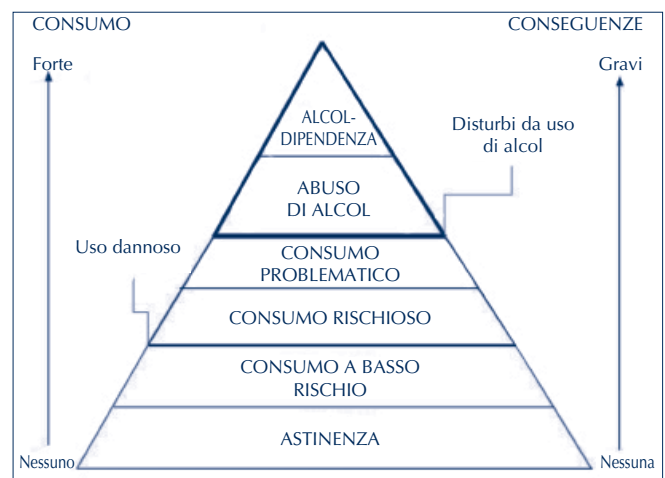 CONSUMO
CONSEGUENZE
Forte
Gravi
ALCOL-
DIPENDENZA
Disturbi da uso
di alcol
ABUSO
DI ALCOL
Uso dannoso
CONSUMO
PROBLEMATICO
CONSUMO RISCHIOSO
CONSUMO A BASSO
RISCHIO
ASTINENZA
Nessuno
Nessuna